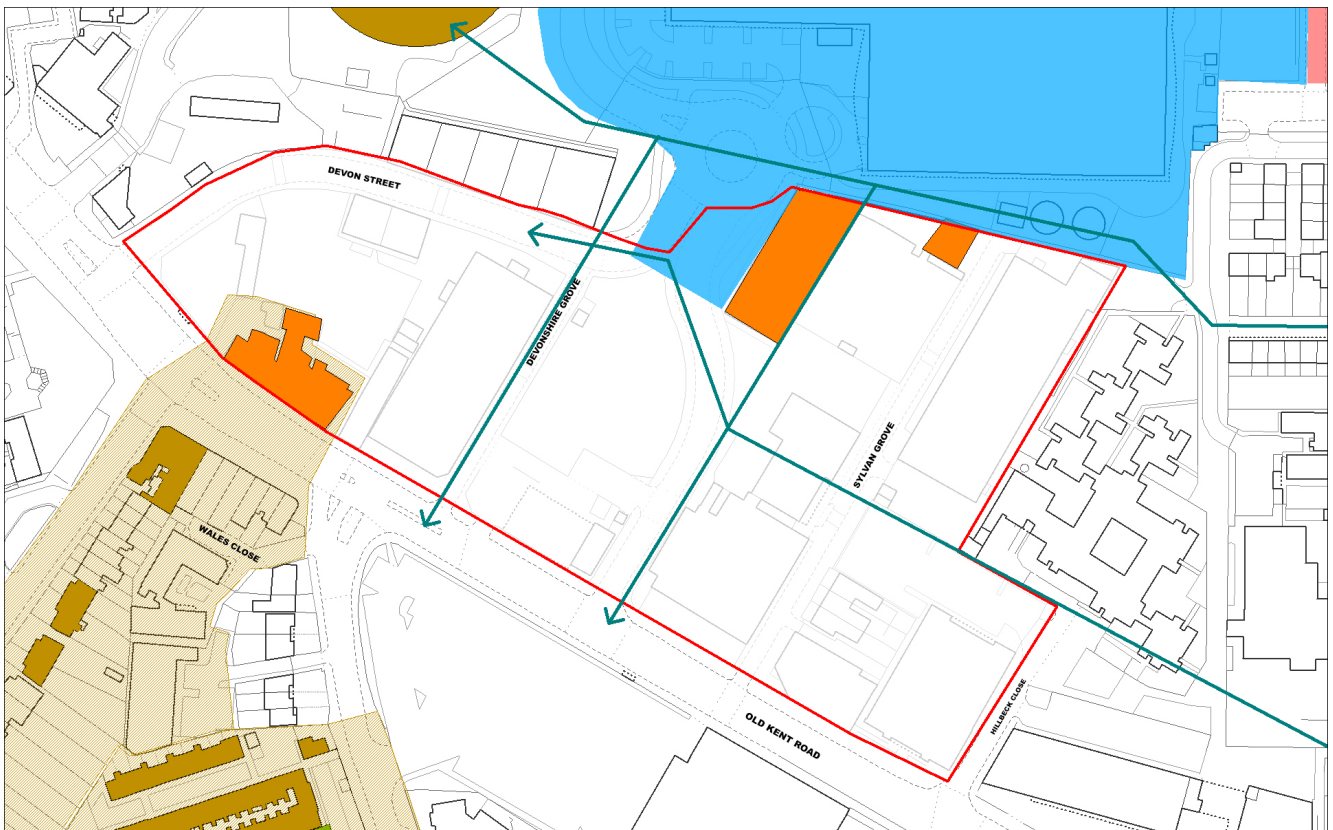 DEVON STREET
DEVONSHIRE GROVE
SYLVAN GROVE
WALES CLOSE
HILLBECK CLOSE
OLD KENT ROAD